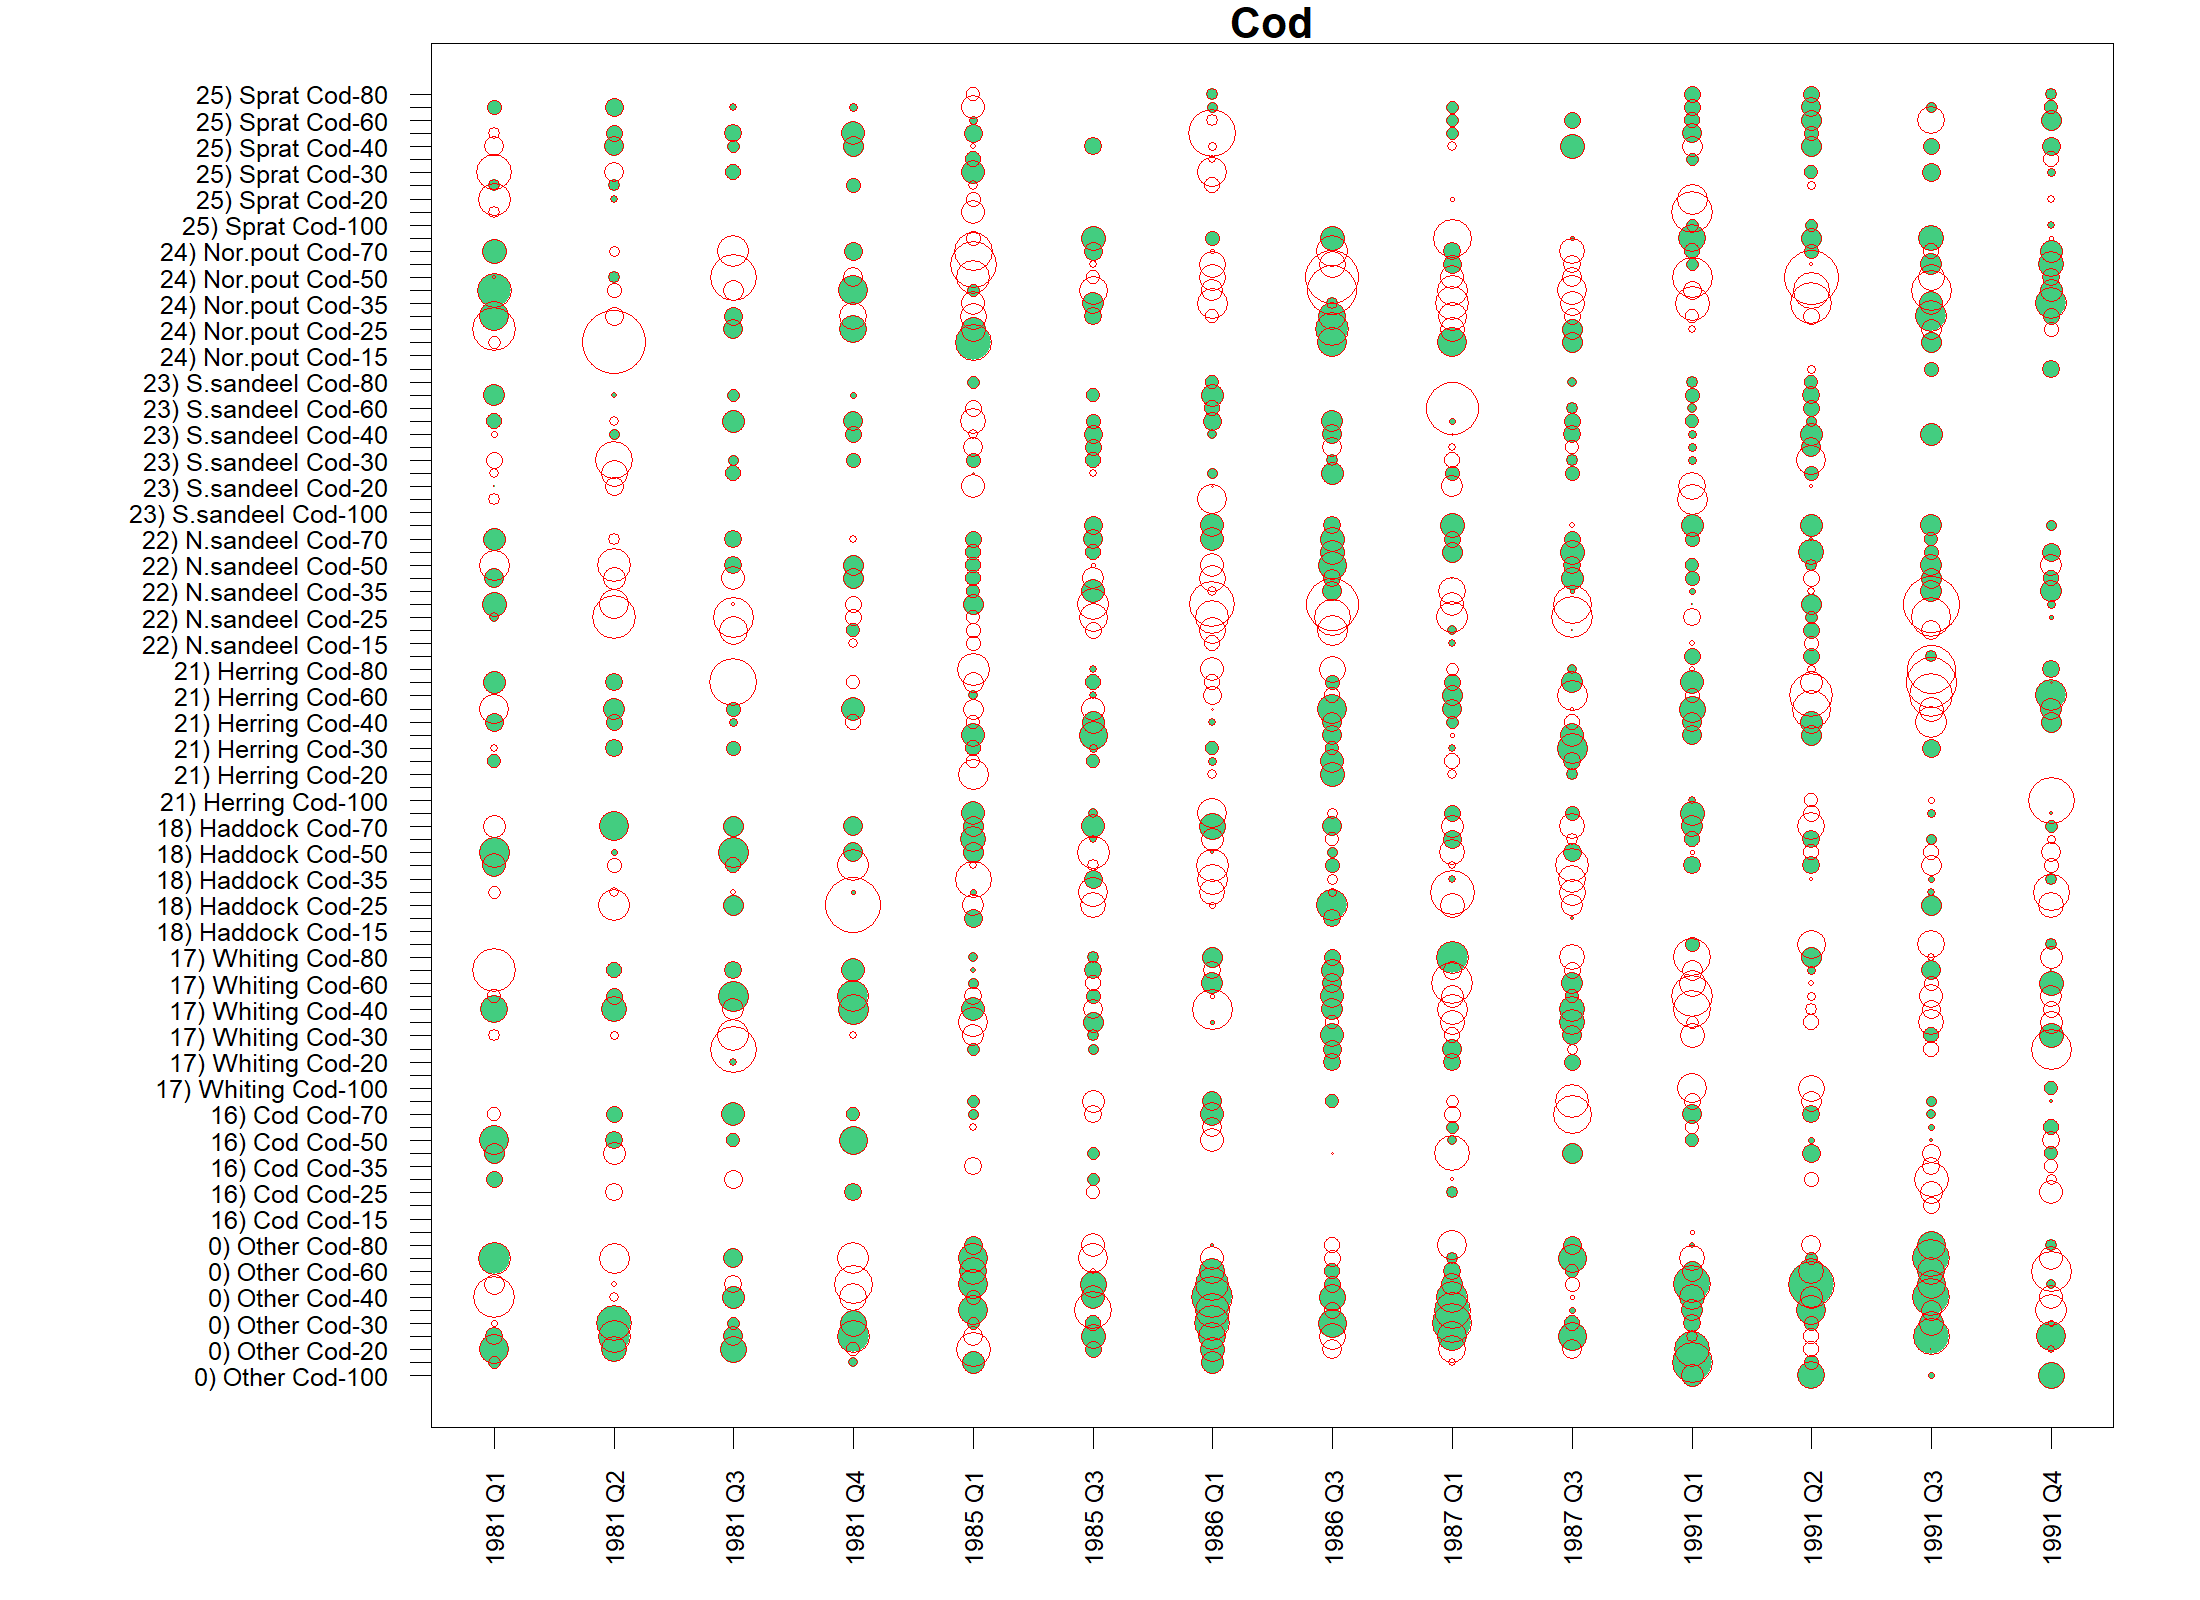 Cod
25) Sprat Cod-80
25) Sprat Cod-60
25) Sprat Cod-40
25) Sprat Cod-30
25) Sprat Cod-20
25) Sprat Cod-100
24) Nor.pout Cod-70
24) Nor.pout Cod-50
24) Nor.pout Cod-35
24) Nor.pout Cod-25
24) Nor.pout Cod-15
23) S.sandeel Cod-80
23) S.sandeel Cod-60
23) S.sandeel Cod-40
23) S.sandeel Cod-30
23) S.sandeel Cod-20
23) S.sandeel Cod-100
22) N.sandeel Cod-70
22) N.sandeel Cod-50
22) N.sandeel Cod-35
22) N.sandeel Cod-25
22) N.sandeel Cod-15
21) Herring Cod-80
21) Herring Cod-60
21) Herring Cod-40
21) Herring Cod-30
21) Herring Cod-20
21) Herring Cod-100
18) Haddock Cod-70
18) Haddock Cod-50
18) Haddock Cod-35
18) Haddock Cod-25
18) Haddock Cod-15
17) Whiting Cod-80
17) Whiting Cod-60
17) Whiting Cod-40
17) Whiting Cod-30
17) Whiting Cod-20
17) Whiting Cod-100
16) Cod Cod-70
16) Cod Cod-50
16) Cod Cod-35
16) Cod Cod-25
16) Cod Cod-15
0) Other Cod-80
0) Other Cod-60
0) Other Cod-40
0) Other Cod-30
0) Other Cod-20
0) Other Cod-100
1981 Q1
1981 Q2
1981 Q3
1981 Q4
1985 Q1
1985 Q3
1986 Q1
1986 Q3
1987 Q1
1987 Q3
1991 Q1
1991 Q2
1991 Q3
1991 Q4